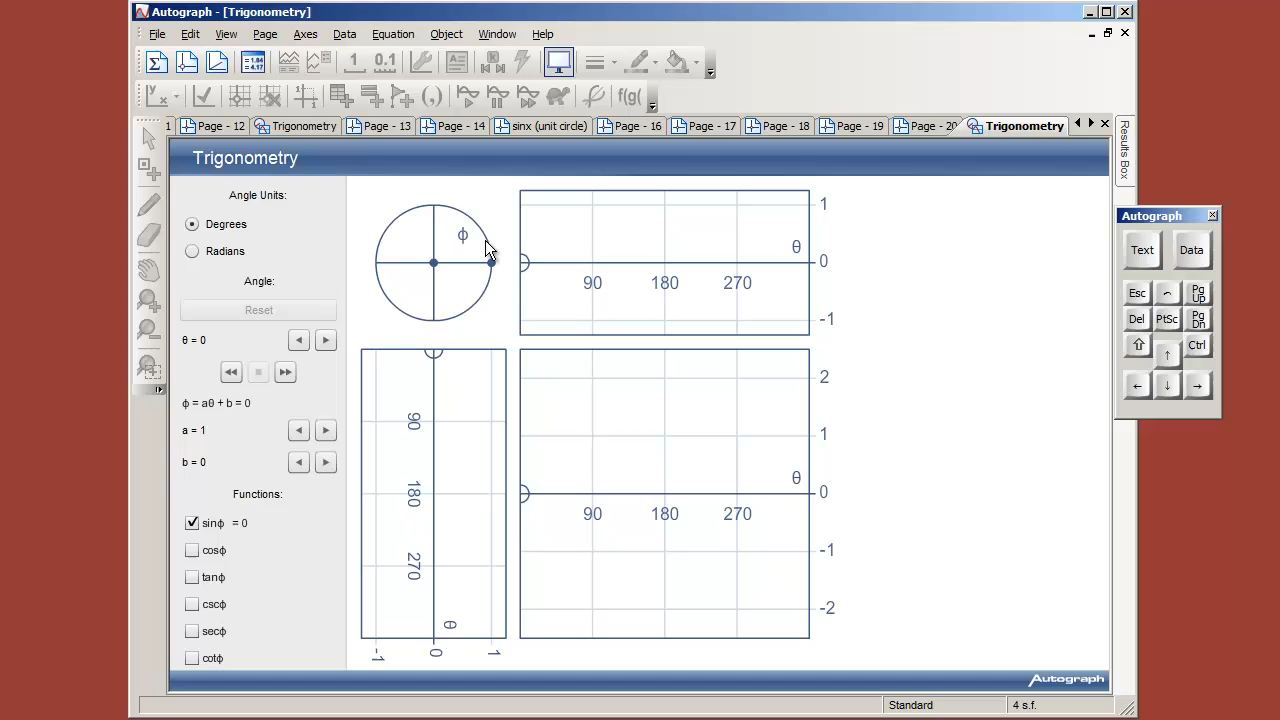 Autograph - [Trigonometry]
File Edit View Page Axes Data Equation Object Window Help
1 Page - 12 Trigonometry Page - 13 Page - 14 sinx (unit circle) Page - 16 Page - 17 Page - 18 Page - 19 Page - 20 Trigonometry
Results Box
Trigonometry
Angle Units:
Degrees
Radians
Angle:
Reset
θ = 0
ϕ = aθ + b = 0
a = 1
b = 0
Functions:
sinϕ = 0
cosϕ
tanϕ
cscϕ
secϕ
cotϕ
ϕ
1
0
-1
θ
90 180 270
90
180
270
θ
-1 0 1
2
1
0
-1
-2
θ
90 180 270
Autograph
Autograph
Text Data
Esc Pg Up
Del PtSc Pg Dn
Ctrl
Standard 4 s.f.